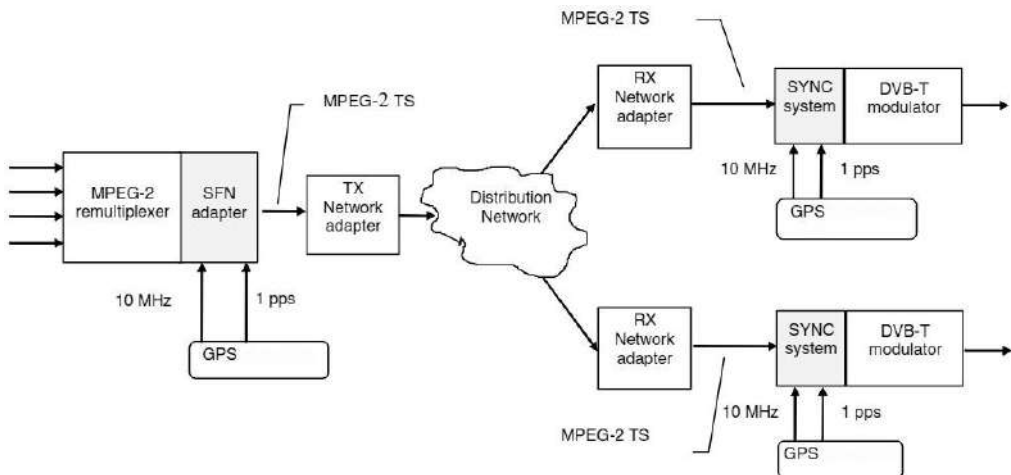 MPEG-2 TS
RX
Network
adapter
SYNC
system
DVB-T
modulator
10 MHz
1 pps
GPS
MPEG-2 TS
MPEG-2
remultiplexer
SFN
adapter
TX
Network
adapter
Distribution
Network
10 MHz
1 pps
GPS
RX
Network
adapter
SYNC
system
DVB-T
modulator
MPEG-2 TS
10 MHz
1 pps
GPS